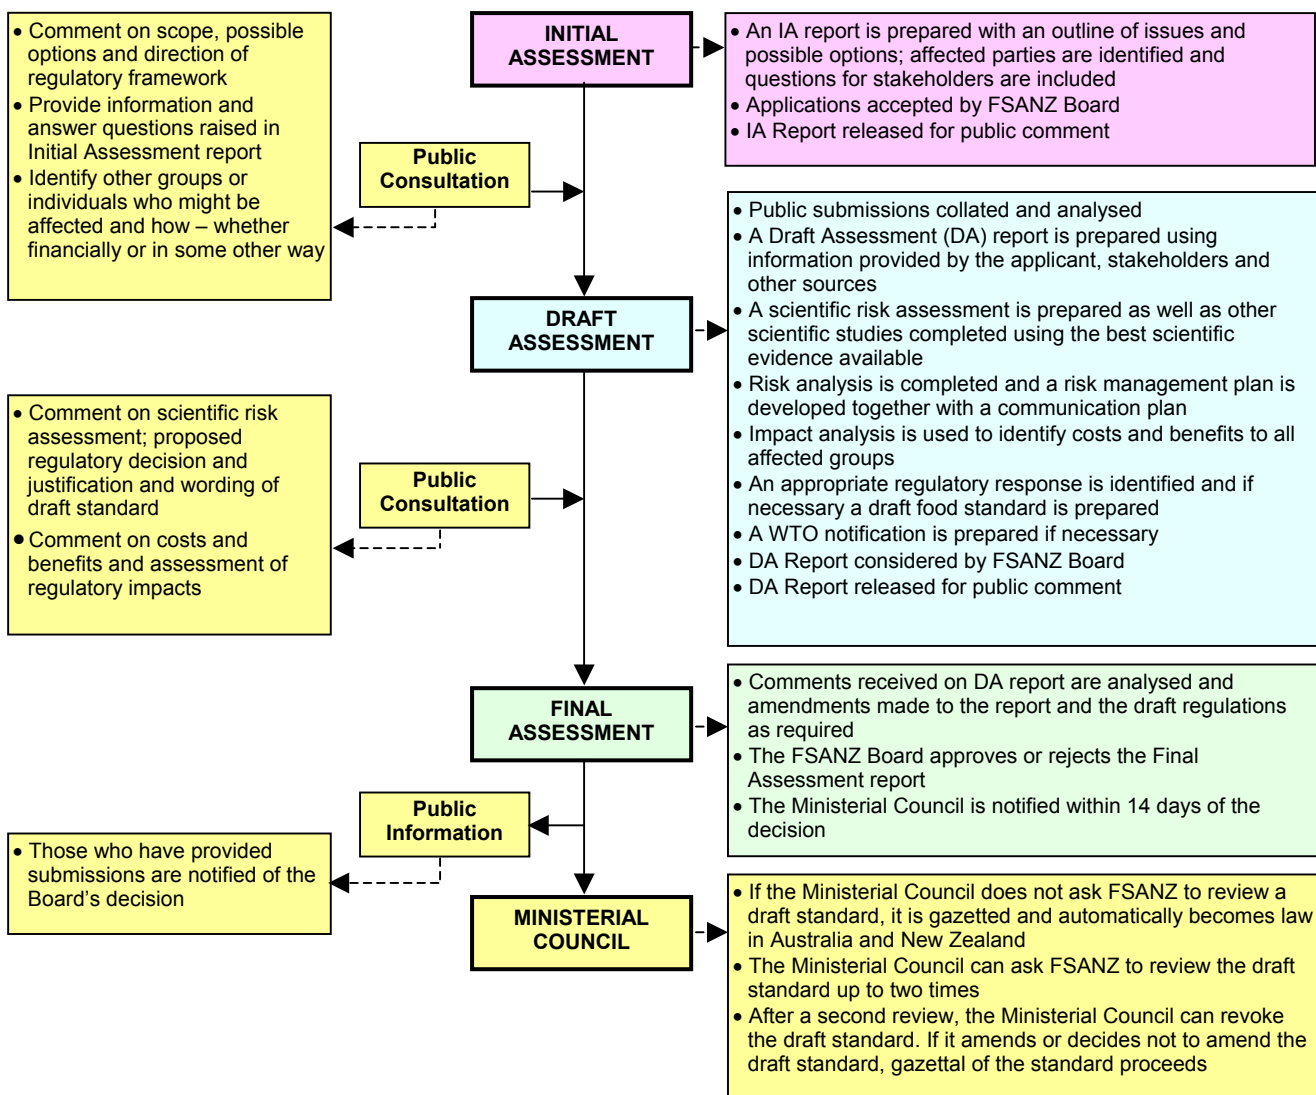 INITIAL
ASSESSMENT
• An IA report is prepared with an outline of issues and
possible options; affected parties are identified and
questions for stakeholders are included
• Applications accepted by FSANZ Board
• IA Report released for public comment
• Comment on scope, possible
options and direction of
regulatory framework
• Provide information and
answer questions raised in
Initial Assessment report
• Identify other groups or
individuals who might be
affected and how – whether
financially or in some other way
Public
Consultation
DRAFT
ASSESSMENT
• Public submissions collated and analysed
• A Draft Assessment (DA) report is prepared using
information provided by the applicant, stakeholders and
other sources
• A scientific risk assessment is prepared as well as other
scientific studies completed using the best scientific
evidence available
• Risk analysis is completed and a risk management plan is
developed together with a communication plan
• Impact analysis is used to identify costs and benefits to all
affected groups
• An appropriate regulatory response is identified and if
necessary a draft food standard is prepared
• A WTO notification is prepared if necessary
• DA Report considered by FSANZ Board
• DA Report released for public comment
• Comment on scientific risk
assessment; proposed
regulatory decision and
justification and wording of
draft standard
• Comment on costs and
benefits and assessment of
regulatory impacts
Public
Consultation
FINAL
ASSESSMENT
• Comments received on DA report are analysed and
amendments made to the report and the draft regulations
as required
• The FSANZ Board approves or rejects the Final
Assessment report
• The Ministerial Council is notified within 14 days of the
decision
Public
Information
• Those who have provided
submissions are notified of the
Board’s decision
MINISTERIAL
COUNCIL
• If the Ministerial Council does not ask FSANZ to review a
draft standard, it is gazetted and automatically becomes law
in Australia and New Zealand
• The Ministerial Council can ask FSANZ to review the draft
standard up to two times
• After a second review, the Ministerial Council can revoke
the draft standard. If it amends or decides not to amend the
draft standard, gazettal of the standard proceeds